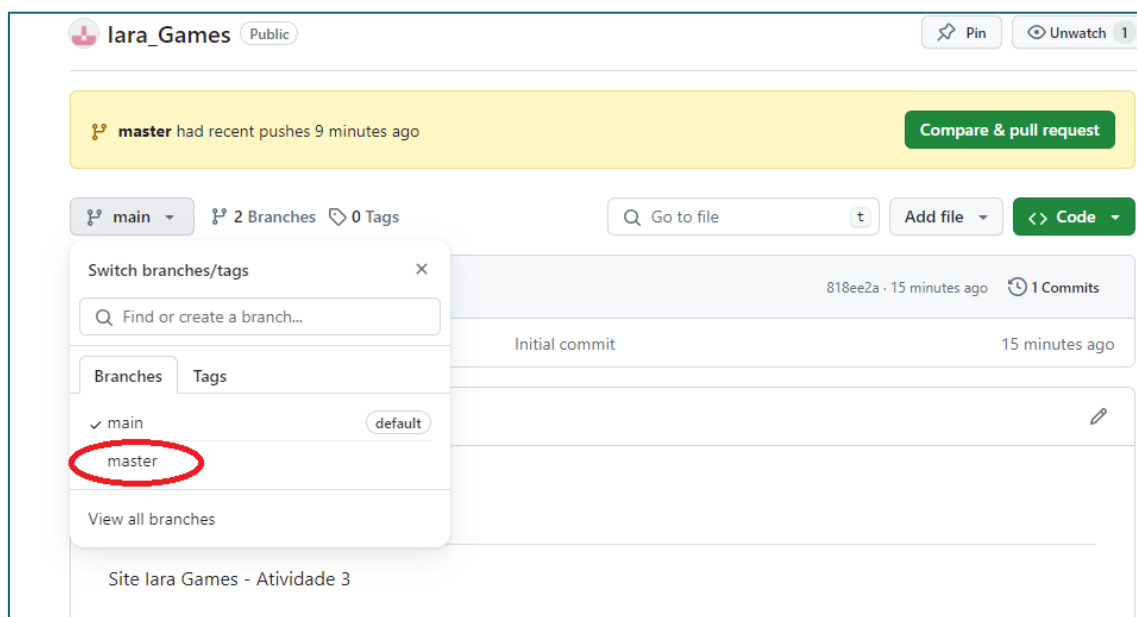 Iara_Games Public Pin Unwatch 1
master had recent pushes 9 minutes ago Compare & pull request
main 2 Branches 0 Tags Go to file t Add file <> Code
Switch branches/tags
818ee2a · 15 minutes ago 1 Commits
Find or create a branch...
Initial commit 15 minutes ago
Branches Tags
main default
master
View all branches
Site Iara Games - Atividade 3